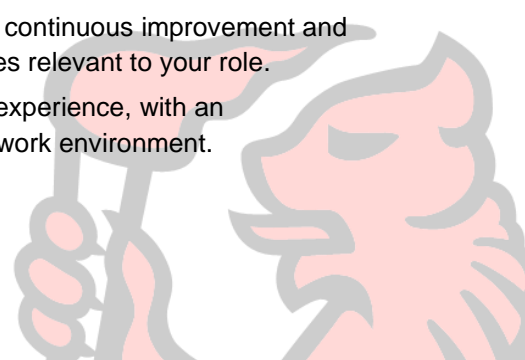 continuous improvement and
es relevant to your role.
experience, with an
work environment.